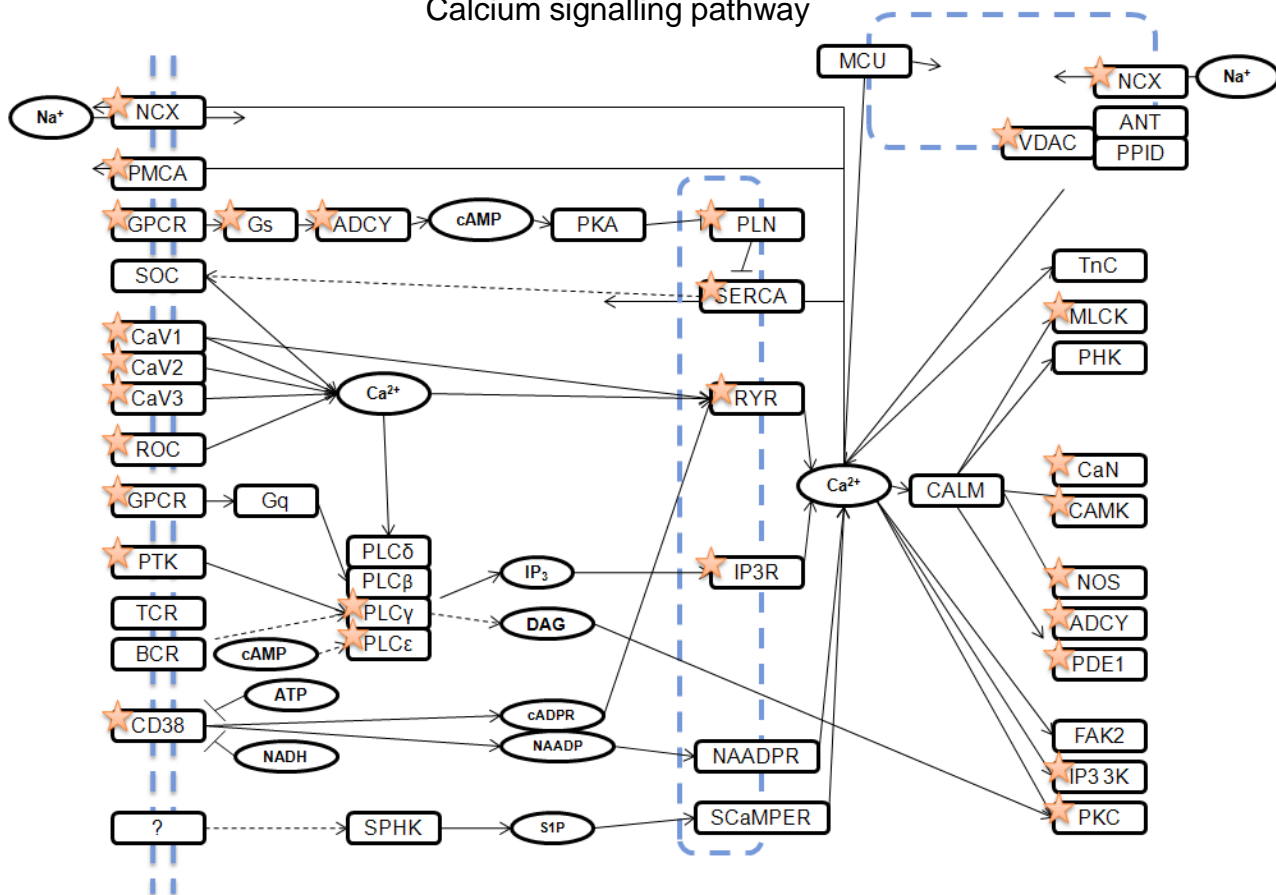 Calcium signalling pathway
MCU
NCX
Na⁺
Na⁺
NCX
ANT
VDAC
PPID
PMCA
GPCR
Gs
ADCY
cAMP
PKA
PLN
SOC
TnC
SERCA
CaV1
MLCK
CaV2
PHK
CaV3
Ca²⁺
RYR
ROC
CaN
GPCR
Gq
Ca²⁺
CALM
CAMK
PTK
PLCδ
PLCβ
IP₃
IP3R
NOS
TCR
PLCγ
DAG
ADCY
BCR
cAMP
PLCε
PDE1
ATP
CD38
cADPR
FAK2
NADH
NAADP
NAADPR
IP3 3K
?
SPHK
S1P
SCaMPER
PKC